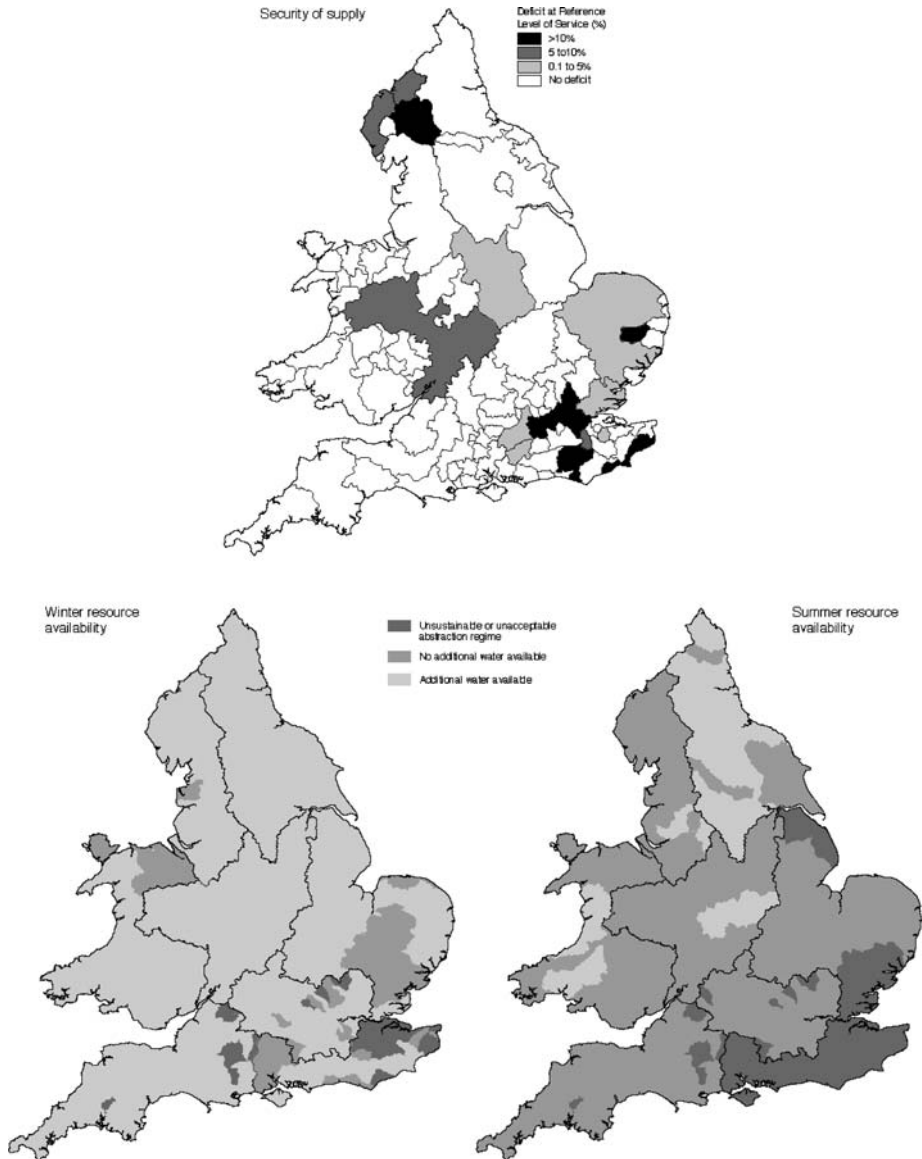 Security of supply
Deficit at Reference
Level of Service (%)
>10%
5 to10%
0.1 to 5%
No deficit
Winter resource
availability
Unsustainable or unacceptable
abstraction regime
No additional water available
Additional water available
Summer resource
availability